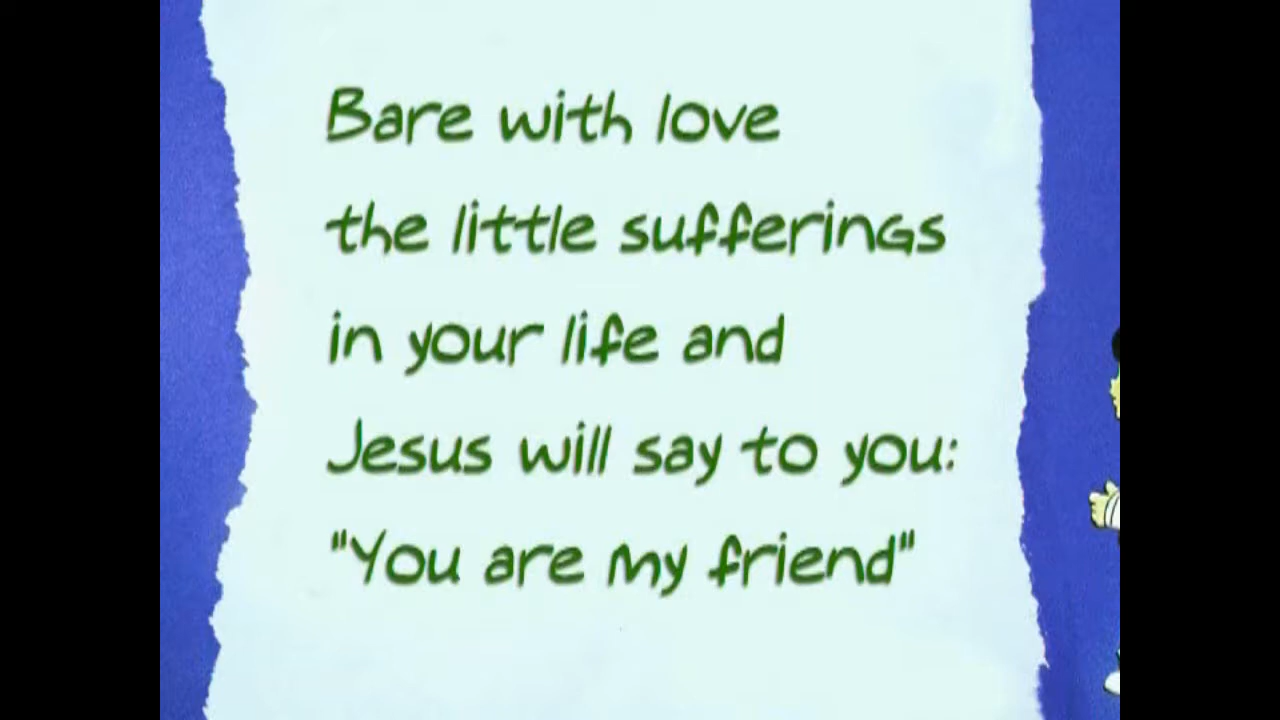 Bare with love
the little sufferings
in your life and
Jesus will say to you:
"You are my friend"